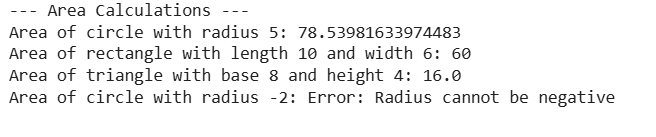 --- Area Calculations ---
Area of circle with radius 5: 78.53981633974483
Area of rectangle with length 10 and width 6: 60
Area of triangle with base 8 and height 4: 16.0
Area of circle with radius -2: Error: Radius cannot be negative